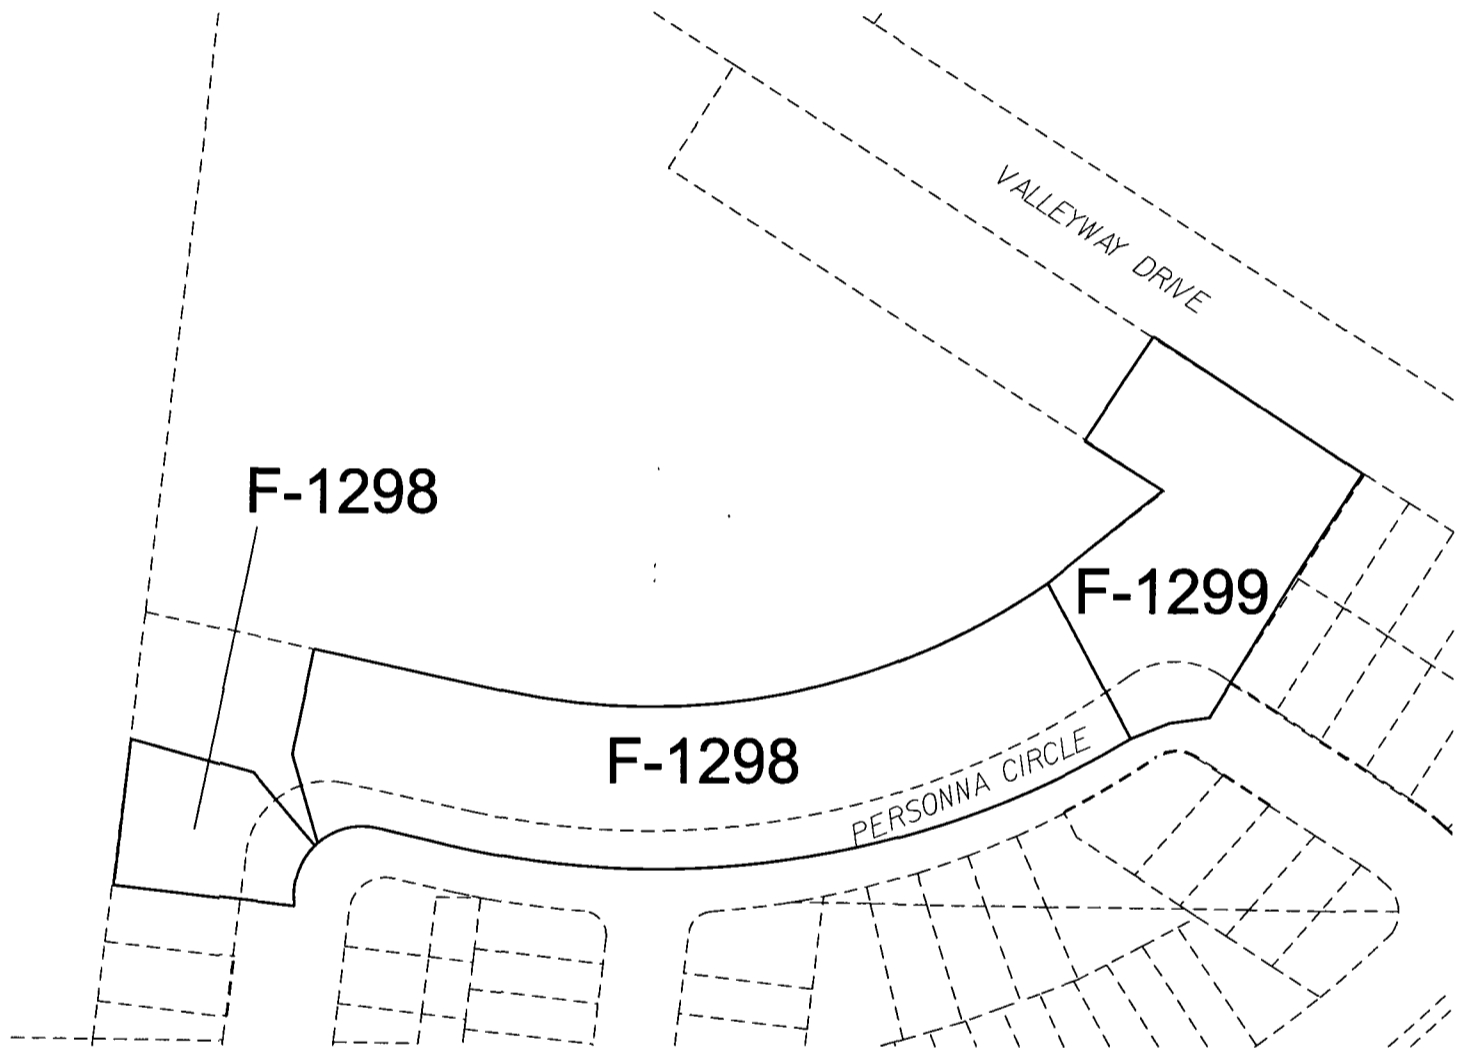 VALLEYWAY DRIVE
F-1298
F-1299
F-1298
PERSONNA CIRCLE